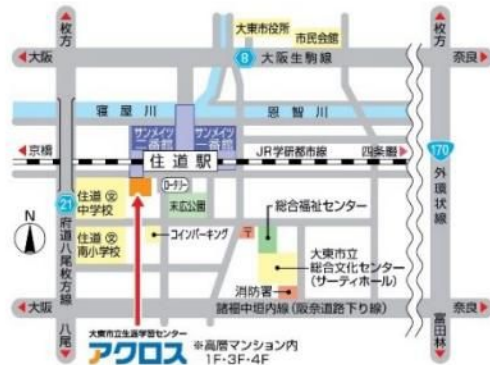 枚方
枚方
大東市役所
市民会館
大阪
8
大阪生駒線
奈良
寝屋川
恩智川
サンメイツ
二番館
サンメイツ
一番館
京橋
住道駅
JR学研都市線
四条畷
170
外環状線
21
府道八尾枚方線
住道 文
中学校
ロータリー
末広公園
総合福祉センター
N
住道 文
南小学校
コインパーキング
〒
大東市立
総合文化センター
(サーティホール)
消防署
大阪
諸福中垣内線(阪奈道路下り線)
奈良
八尾
富田林
大東市立生涯学習センター
アクロス
※高層マンション内
1F・3F・4F